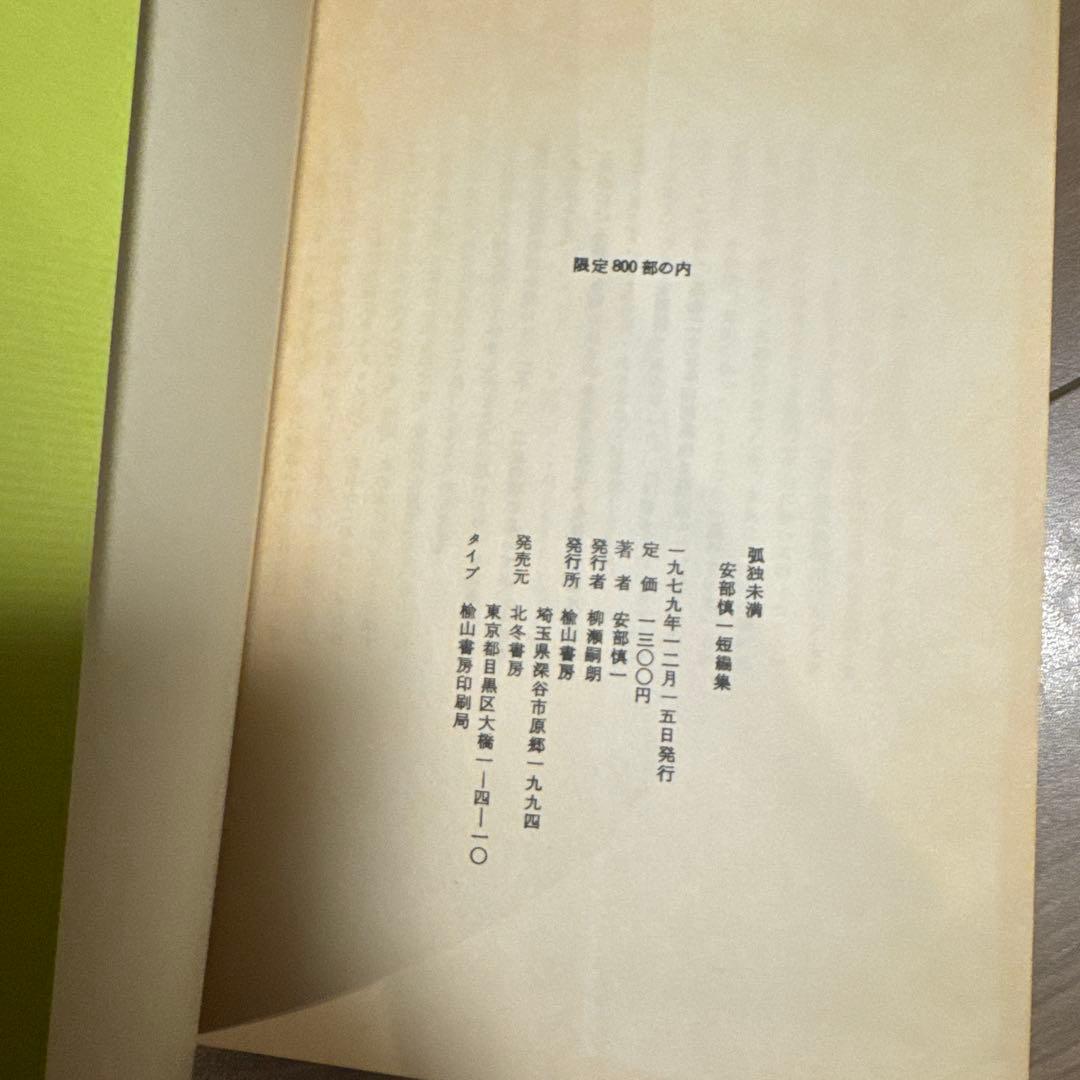 限定800部の内
弧独未満
安部慎一短編集
一九七九年一二月一五日発行
定価 一三〇〇円
著者 安部慎一
発行者 柳瀬嗣朗
発行所 桧山書房
埼玉県深谷市原郷一九九四
発売元 北冬書房
東京都目黒区大橋一―四―一〇
タイプ 桧山書房印刷局